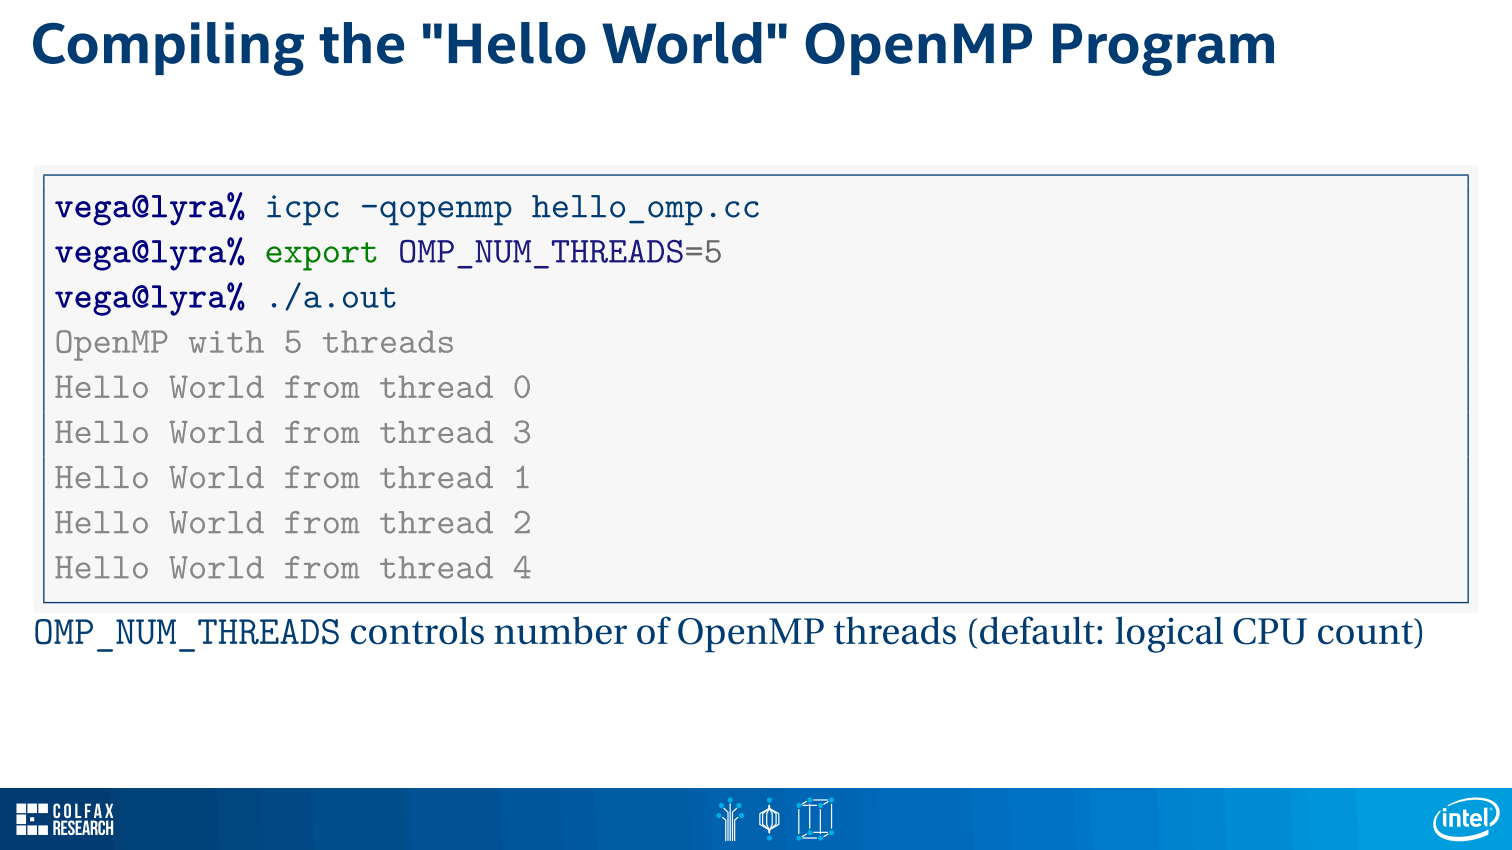 Compiling the "Hello World" OpenMP Program
vega@lyra% icpc -qopenmp hello_omp.cc
vega@lyra% export OMP_NUM_THREADS=5
vega@lyra% ./a.out
OpenMP with 5 threads
Hello World from thread 0
Hello World from thread 3
Hello World from thread 1
Hello World from thread 2
Hello World from thread 4
OMP_NUM_THREADS controls number of OpenMP threads (default: logical CPU count)
COLFAX
RESEARCH
intel